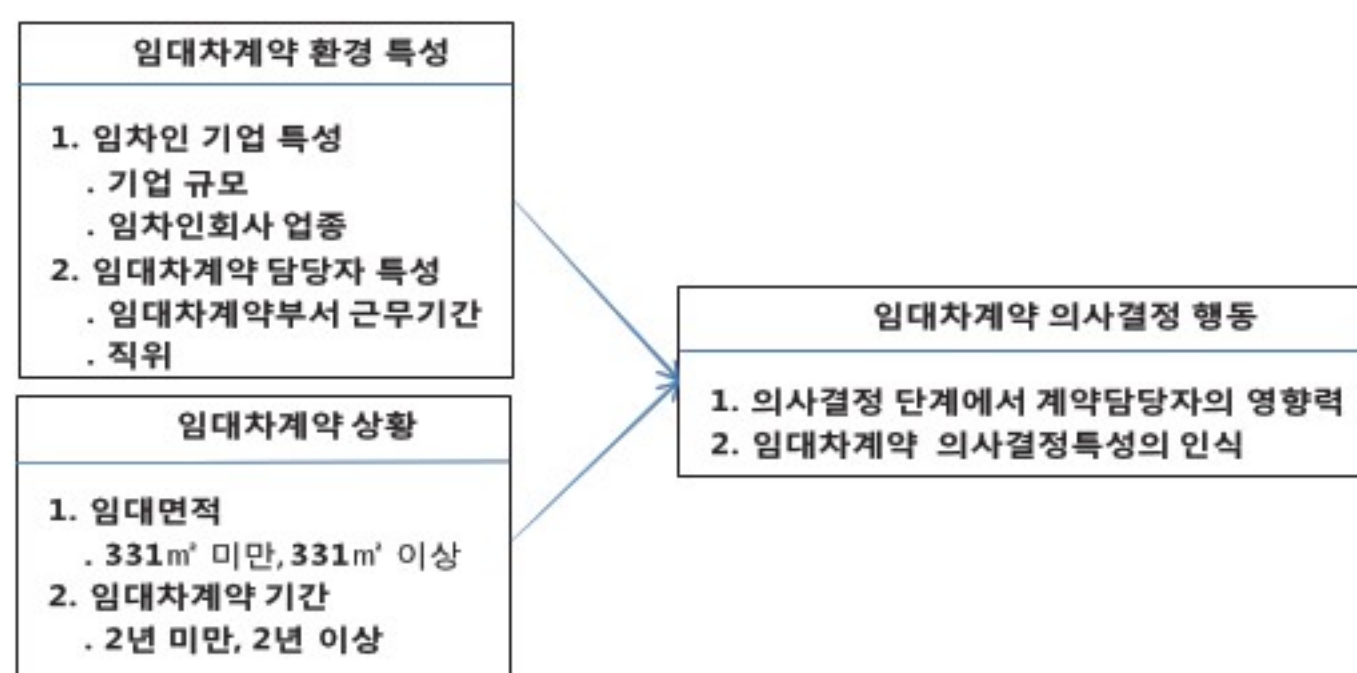 임대차계약 환경 특성
1. 임차인 기업 특성
. 기업 규모
. 임차인회사 업종
2. 임대차계약 담당자 특성
. 임대차계약부서 근무기간
. 직위
임대차계약 상황
1. 임대면적
. 331㎡ 미만, 331㎡ 이상
2. 임대차계약 기간
. 2년 미만, 2년 이상
임대차계약 의사결정 행동
1. 의사결정 단계에서 계약담당자의 영향력
2. 임대차계약 의사결정특성의 인식